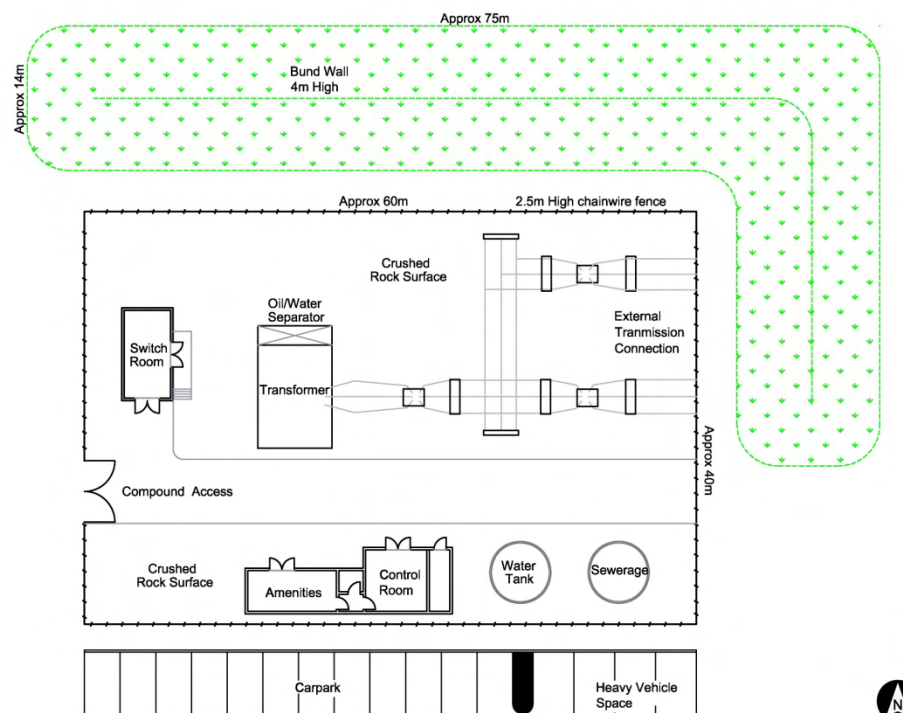 Approx 75m
Approx 14m
Bund Wall
4m High
Approx 60m
2.5m High chainwire fence
Crushed
Rock Surface
Oil/Water
Separator
External
Tranmission
Connection
Switch
Room
Transformer
Approx 40m
Compound Access
Crushed
Rock Surface
Amenities
Control
Room
Water
Tank
Sewerage
Carpark
Heavy Vehicle
Space
N